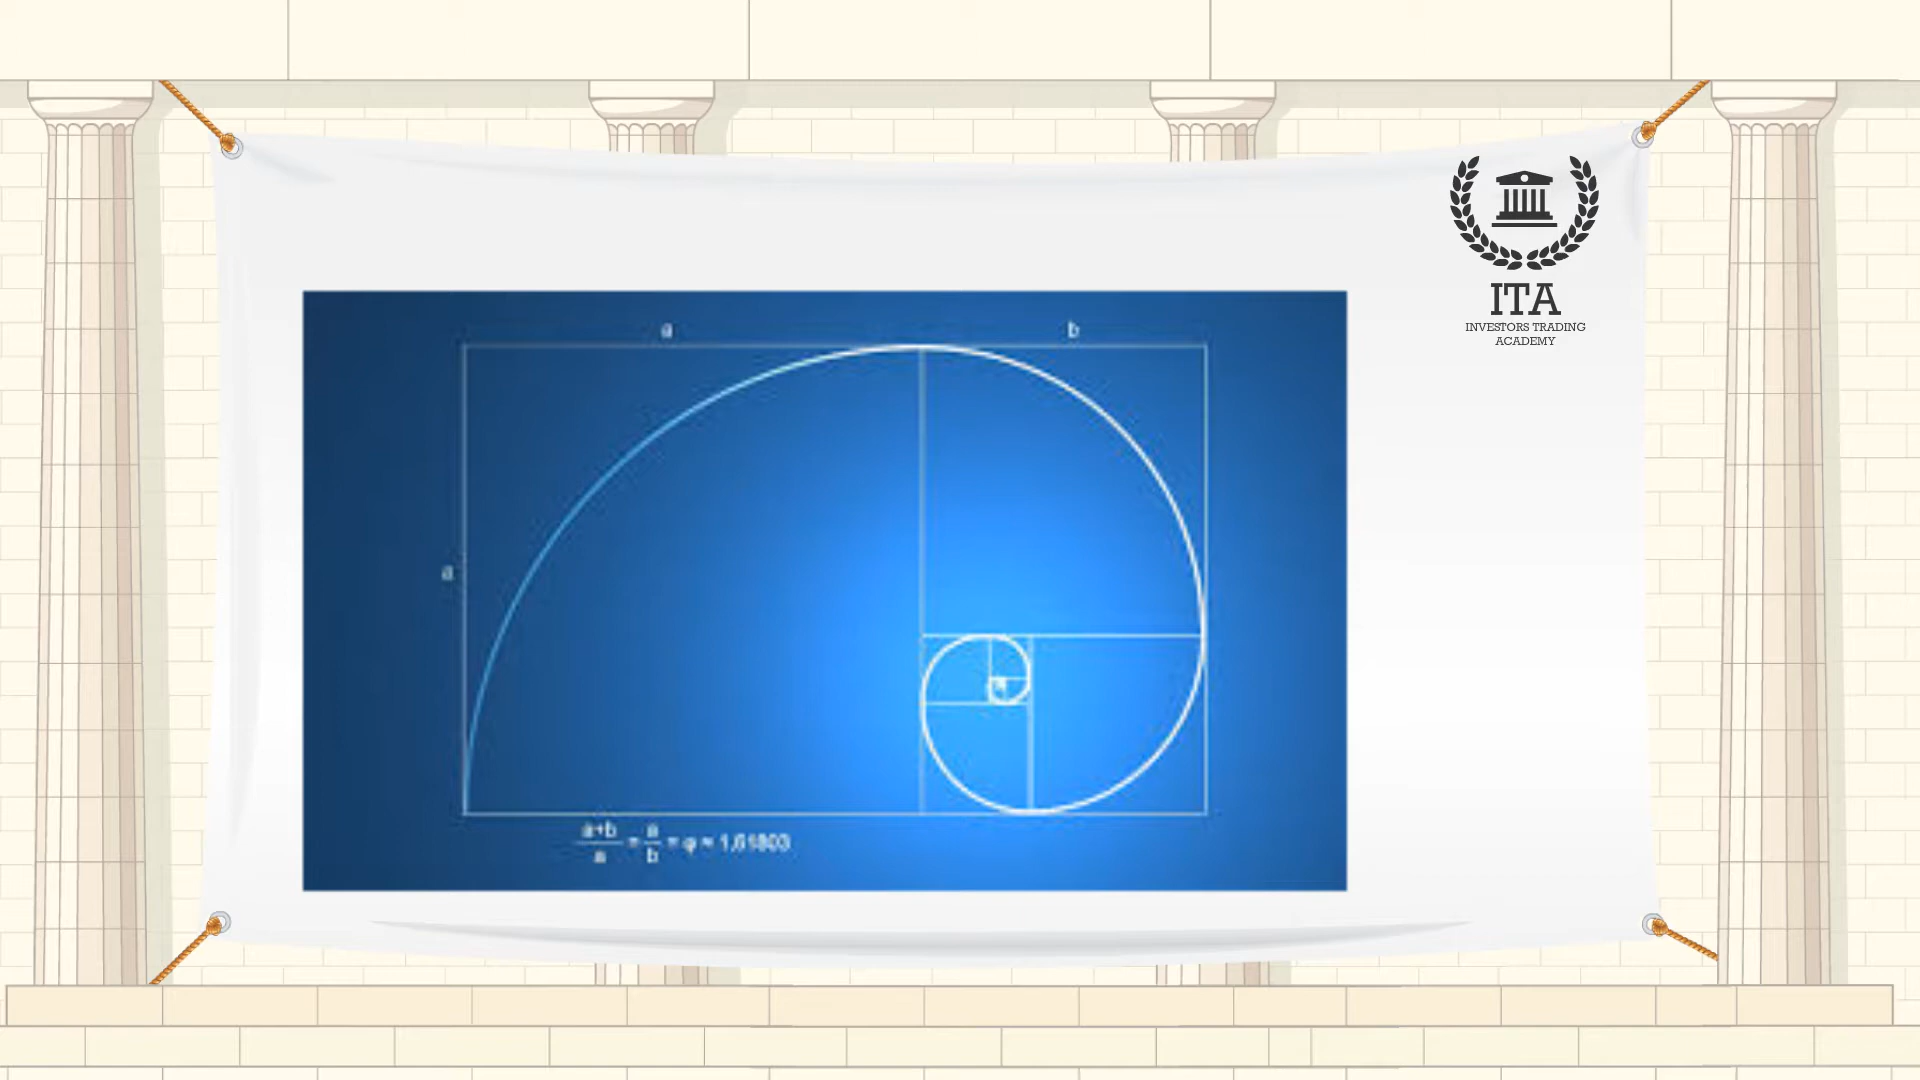 ITA
INVESTORS TRADING
ACADEMY
a b
a
a+b/a = a/b = φ ≈ 1,61803